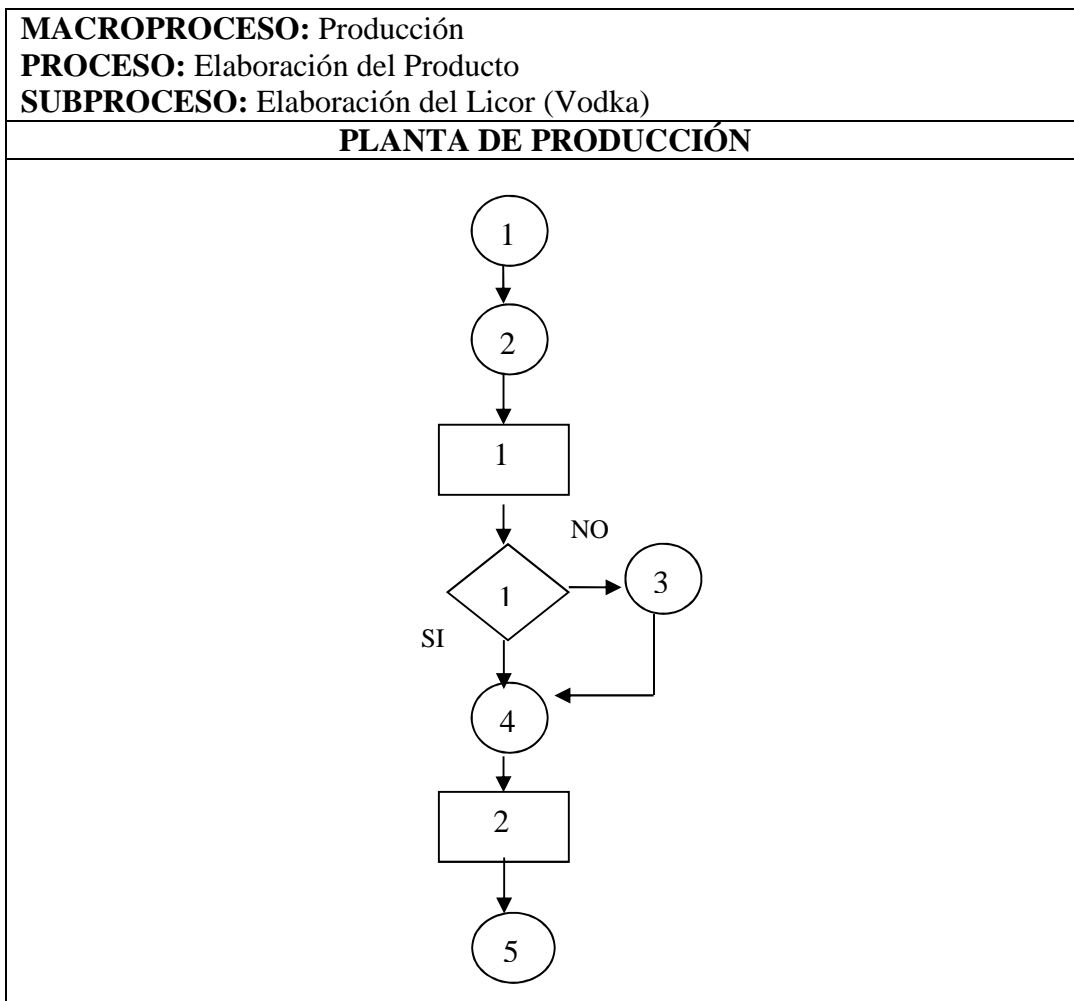 MACROPROCESO: Producción
PROCESO: Elaboración del Producto
SUBPROCESO: Elaboración del Licor (Vodka)
PLANTA DE PRODUCCIÓN
1
2
1
NO
1
3
SI
4
2
5